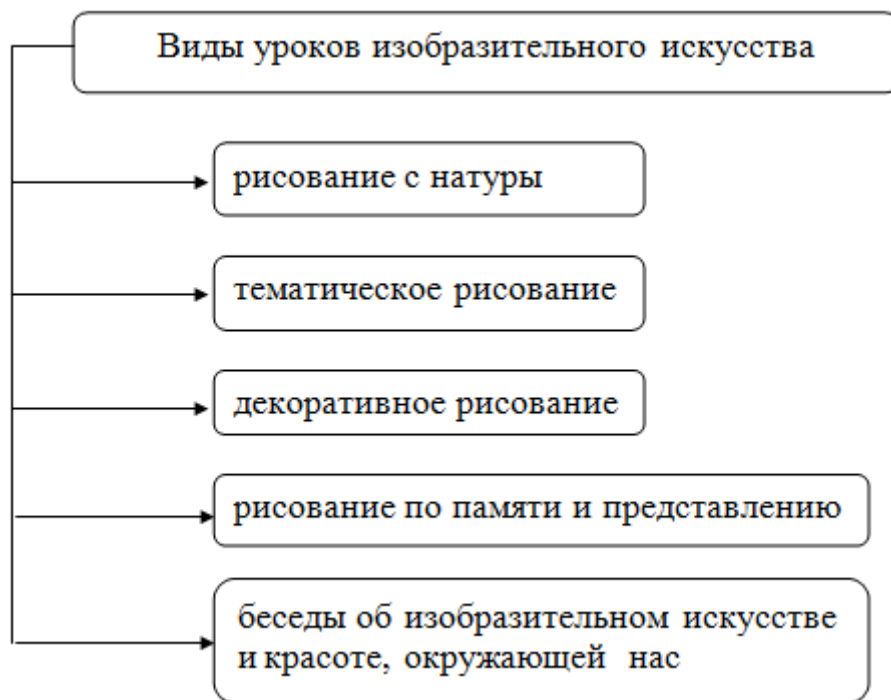 Виды уроков изобразительного искусства
рисование с натуры
тематическое рисование
декоративное рисование
рисование по памяти и представлению
беседы об изобразительном искусстве
и красоте, окружающей нас